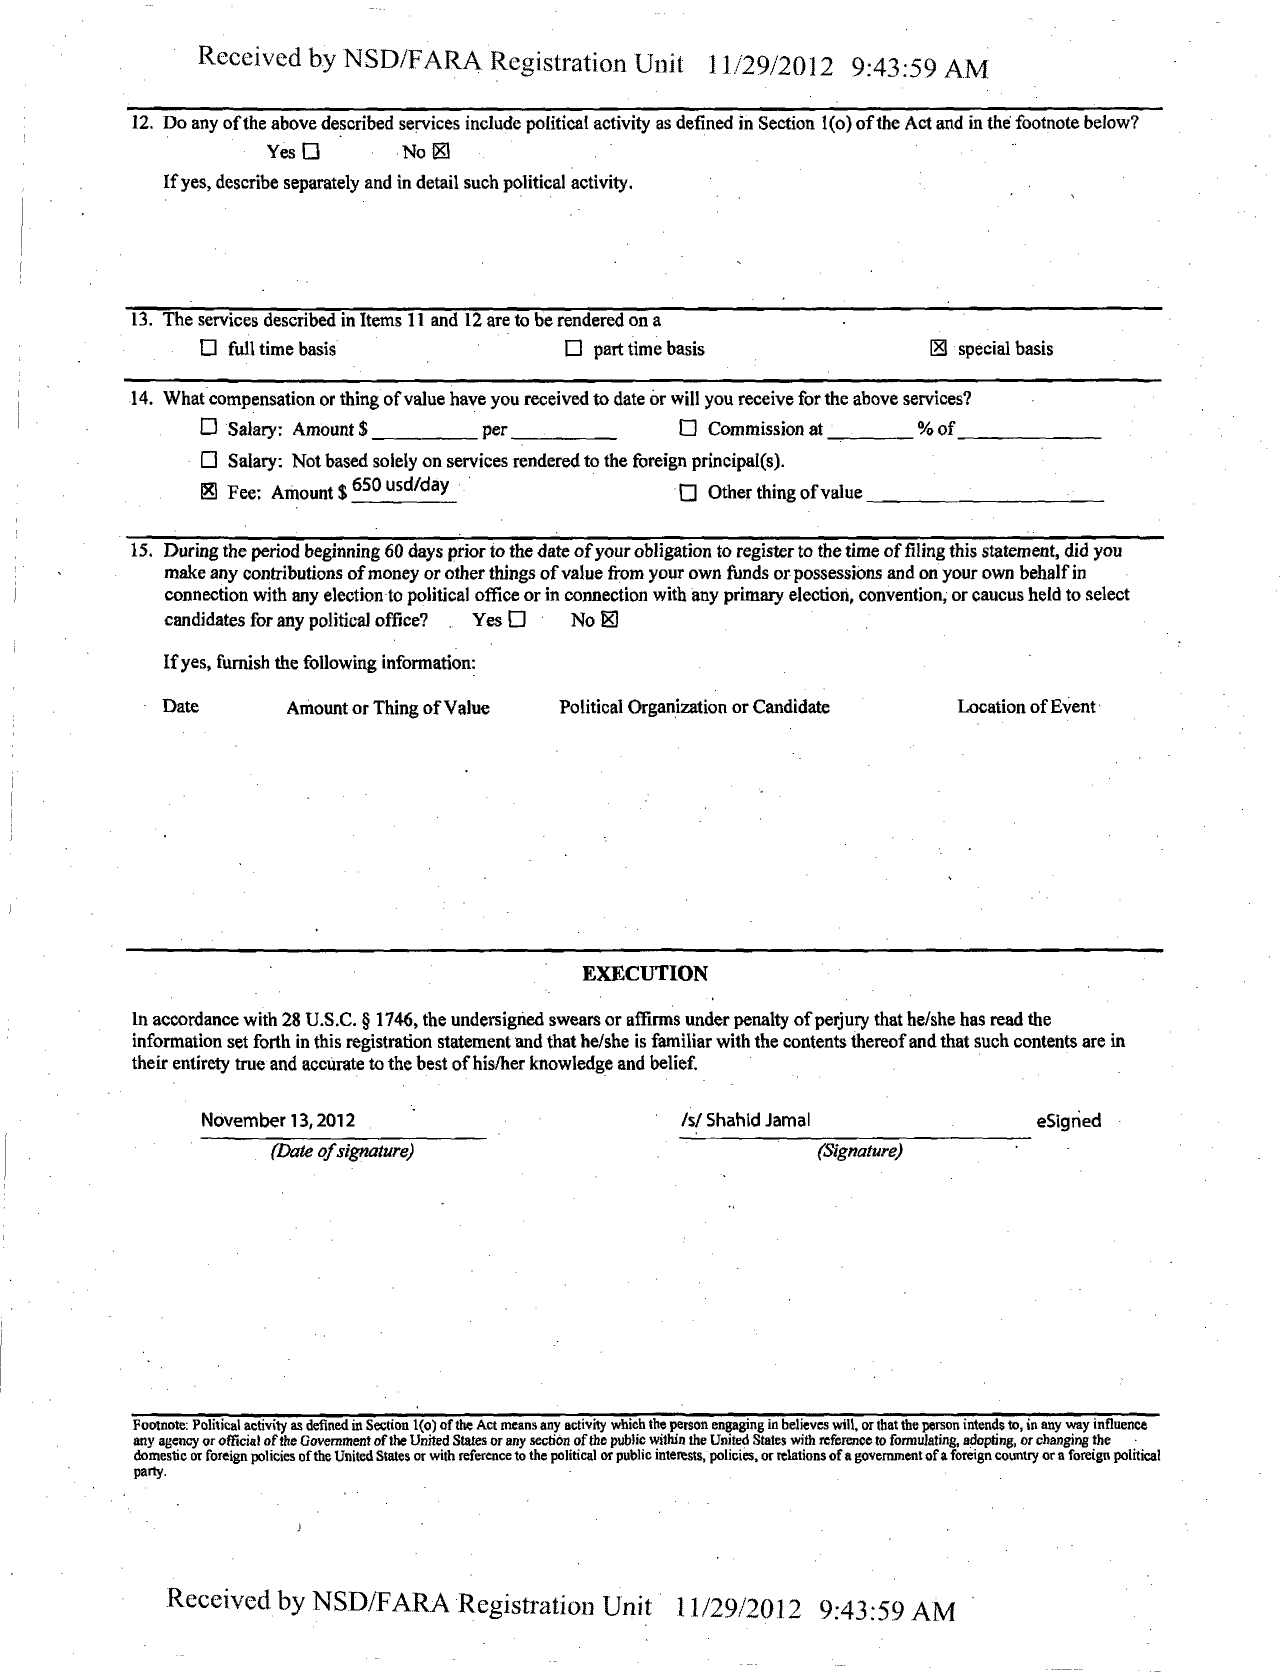 Received by NSD/FARA Registration Unit 11/29/2012 9:43:59 AM
12. Do any of the above described services include political activity as defined in Section 1(o) of the Act and in the footnote below?
Yes ☐ No ☒
If yes, describe separately and in detail such political activity.
13. The services described in Items 11 and 12 are to be rendered on a
☐ full time basis ☐ part time basis ☒ special basis
14. What compensation or thing of value have you received to date or will you receive for the above services?
☐ Salary: Amount $ __________ per __________ ☐ Commission at ________ % of ______________
☐ Salary: Not based solely on services rendered to the foreign principal(s).
☒ Fee: Amount $ 650 usd/day ☐ Other thing of value ______________________
15. During the period beginning 60 days prior to the date of your obligation to register to the time of filing this statement, did you
make any contributions of money or other things of value from your own funds or possessions and on your own behalf in
connection with any election to political office or in connection with any primary election, convention, or caucus held to select
candidates for any political office? Yes ☐ No ☒
If yes, furnish the following information:
Date Amount or Thing of Value Political Organization or Candidate Location of Event
EXECUTION
In accordance with 28 U.S.C. § 1746, the undersigned swears or affirms under penalty of perjury that he/she has read the
information set forth in this registration statement and that he/she is familiar with the contents thereof and that such contents are in
their entirety true and accurate to the best of his/her knowledge and belief.
November 13, 2012 /s/ Shahid Jamal eSigned
(Date of signature) (Signature)
Footnote: Political activity as defined in Section 1(o) of the Act means any activity which the person engaging in believes will, or that the person intends to, in any way influence
any agency or official of the Government of the United States or any section of the public within the United States with reference to formulating, adopting, or changing the
domestic or foreign policies of the United States or with reference to the political or public interests, policies, or relations of a government of a foreign country or a foreign political
party.
Received by NSD/FARA Registration Unit 11/29/2012 9:43:59 AM